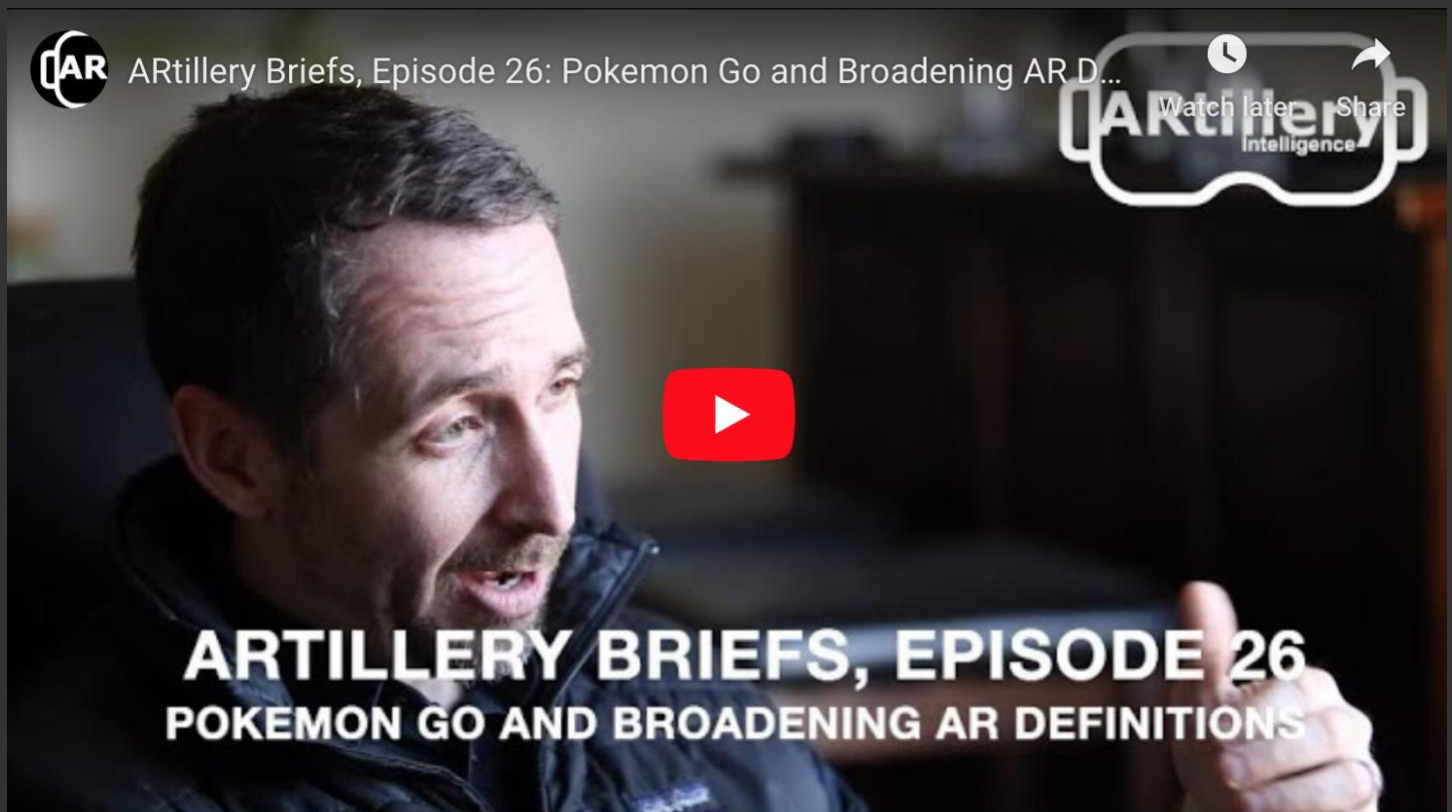 AR
ARtillery Briefs, Episode 26: Pokemon Go and Broadening AR D…
Watch later
Share
ARtillery
Intelligence
ARTILLERY BRIEFS, EPISODE 26
POKEMON GO AND BROADENING AR DEFINITIONS